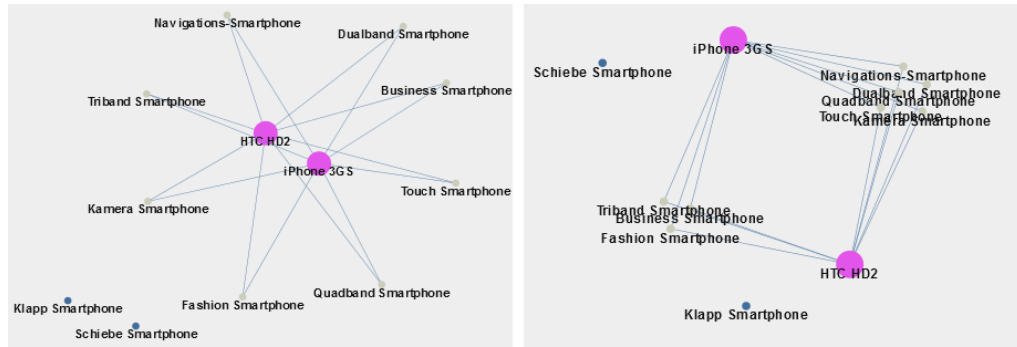 Navigations-Smartphone
Dualband Smartphone
Business Smartphone
Triband Smartphone
HTC HD2
iPhone 3GS
Touch Smartphone
Kamera Smartphone
Quadband Smartphone
Fashion Smartphone
Klapp Smartphone
Schiebe Smartphone
iPhone 3GS
Schiebe Smartphone
Navigations-Smartphone
Dualband Smartphone
Quadband Smartphone
Touch Smartphone
Kamera Smartphone
Triband Smartphone
Business Smartphone
Fashion Smartphone
HTC HD2
Klapp Smartphone